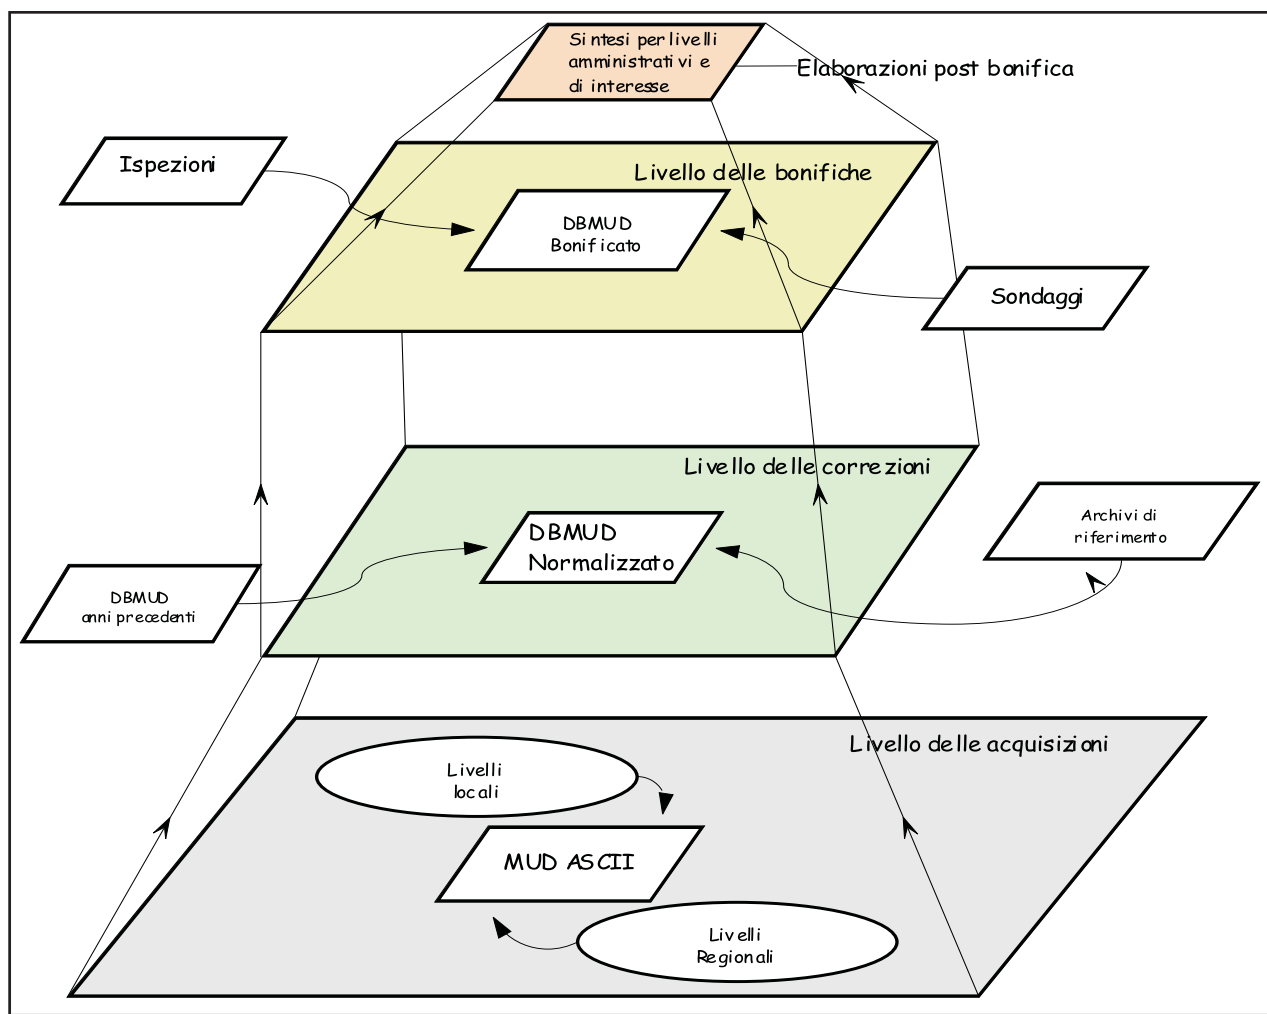 Sintesi per livelli
amministrativi e
di interesse
Elaborazioni post bonifica
Ispezioni
Livello delle bonifiche
DBMUD
Bonificato
Sondaggi
Livello delle correzioni
DBMUD
Normalizzato
Archivi di
riferimento
DBMUD
anni precedenti
Livello delle acquisizioni
Livelli
locali
MUD ASCII
Livelli
Regionali